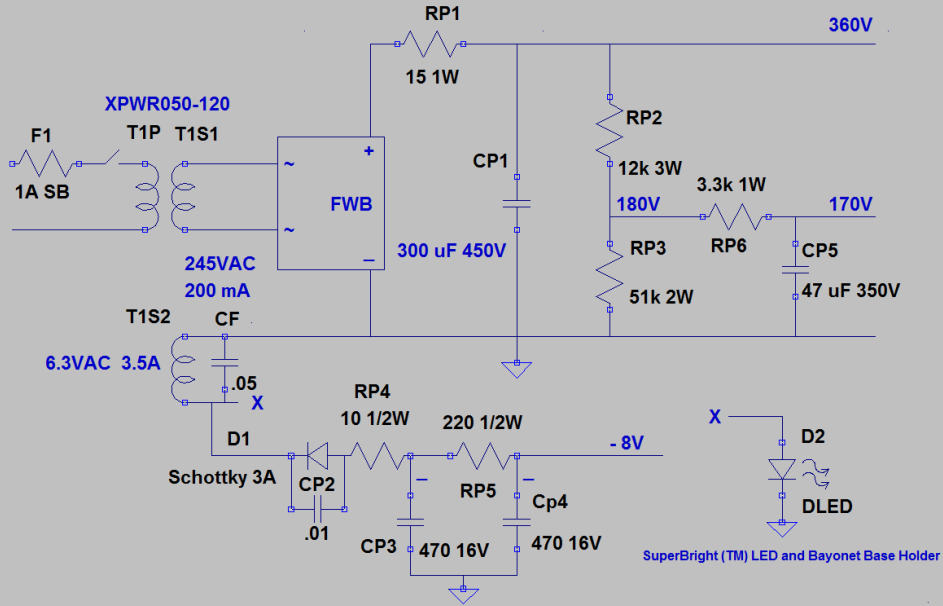 RP1
360V
15 1W
XPWR050-120
F1
T1P
T1S1
1A SB
~
+
FWB
~
−
CP1
RP2
12k 3W
3.3k 1W
180V
170V
RP6
RP3
CP5
300 uF 450V
51k 2W
47 uF 350V
245VAC
200 mA
T1S2
CF
6.3VAC 3.5A
.05
X
RP4
10 1/2W
220 1/2W
X
D1
- 8V
D2
Schottky 3A
CP2
RP5
Cp4
DLED
.01
CP3
470 16V
470 16V
SuperBright (TM) LED and Bayonet Base Holder